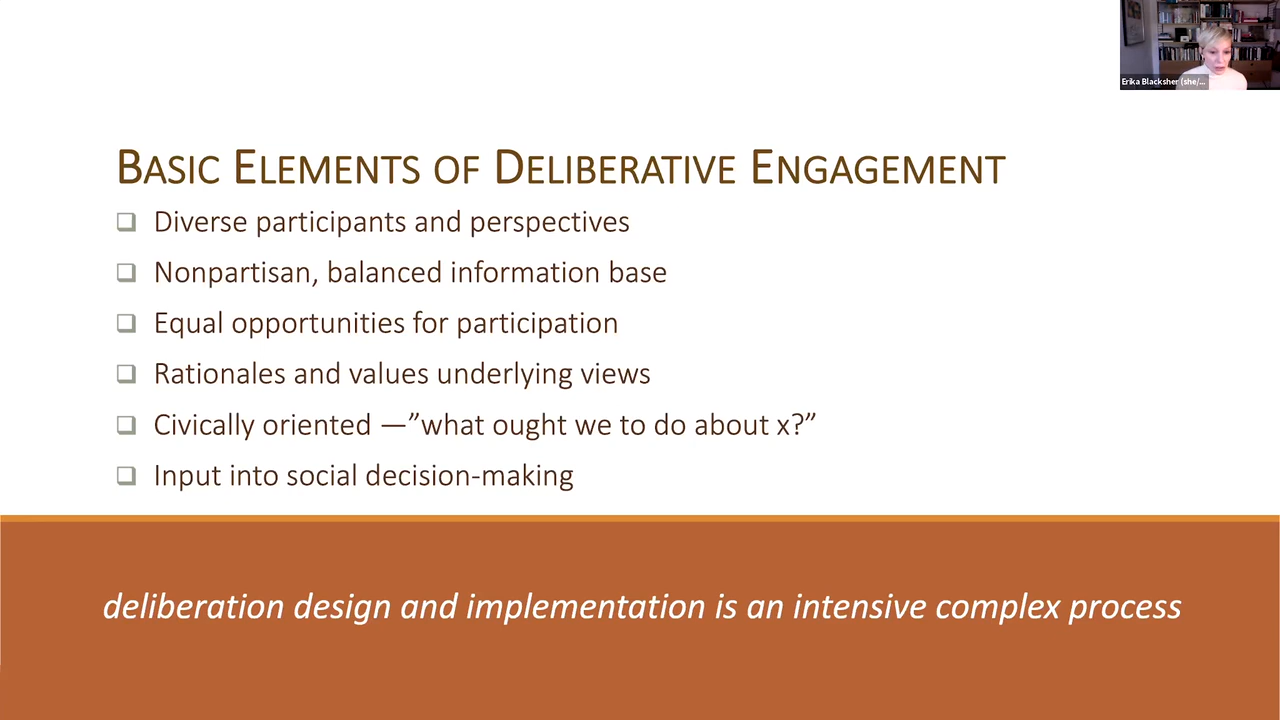 Erika Blacksher (she/...
BASIC ELEMENTS OF DELIBERATIVE ENGAGEMENT
Diverse participants and perspectives
Nonpartisan, balanced information base
Equal opportunities for participation
Rationales and values underlying views
Civically oriented —”what ought we to do about x?”
Input into social decision-making
deliberation design and implementation is an intensive complex process